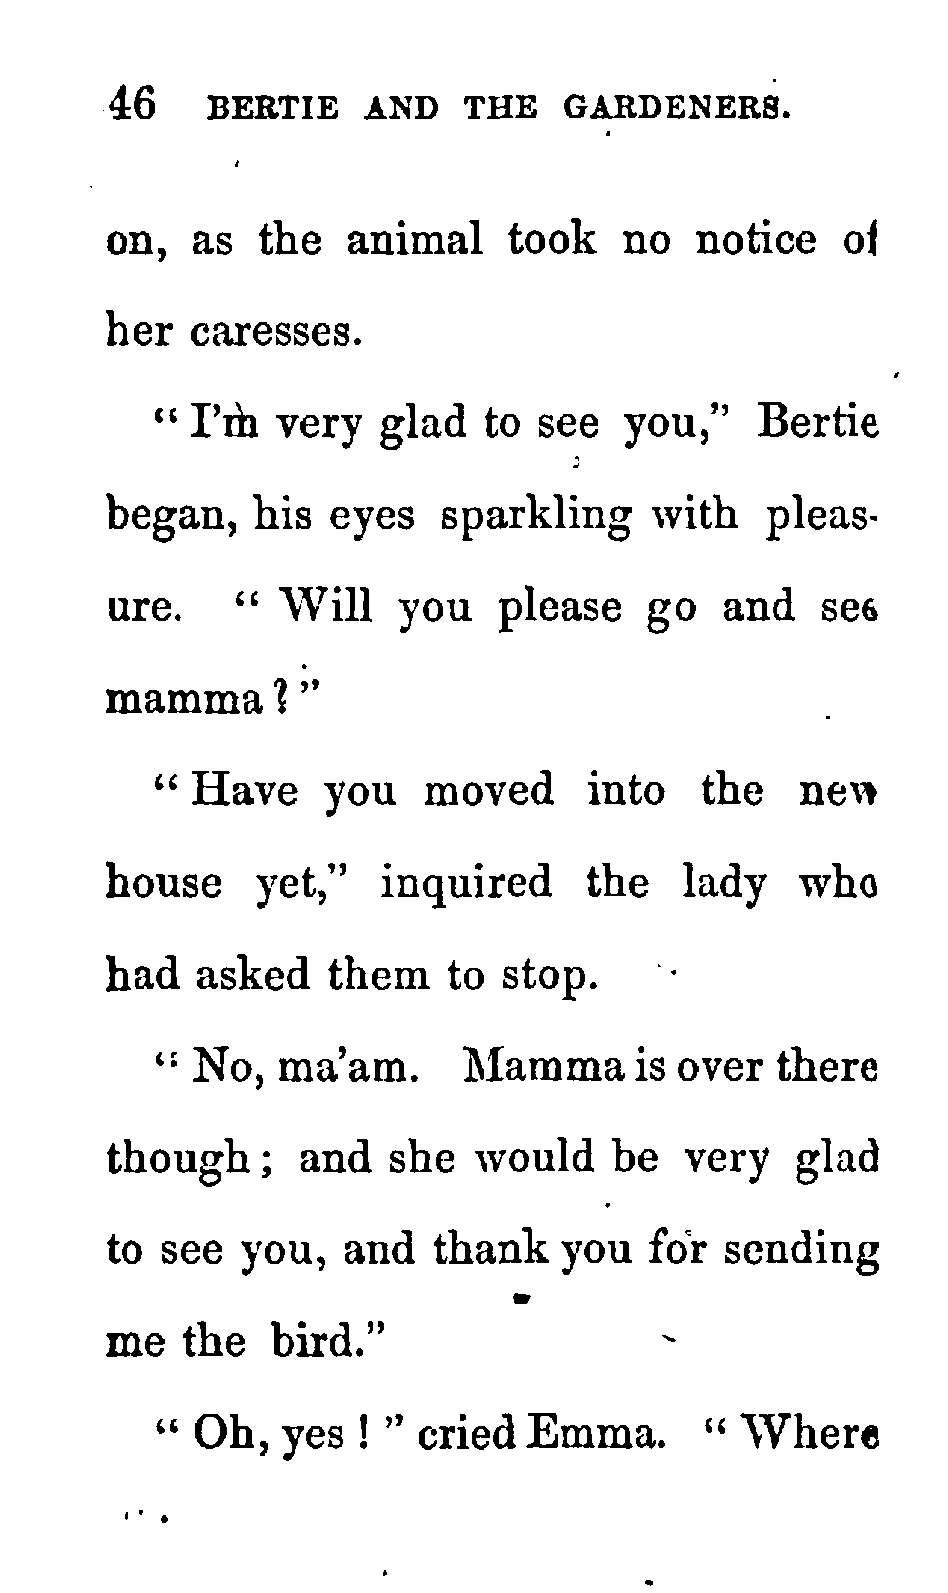 46 BERTIE AND THE GARDENERS.
on, as the animal took no notice of
her caresses.
“ I’m very glad to see you,” Bertie
began, his eyes sparkling with pleas-
ure. “ Will you please go and see
mamma ? ”
“ Have you moved into the new
house yet,” inquired the lady who
had asked them to stop.
“ No, ma’am. Mamma is over there
though ; and she would be very glad
to see you, and thank you for sending
me the bird.”
“ Oh, yes ! ” cried Emma. “ Where